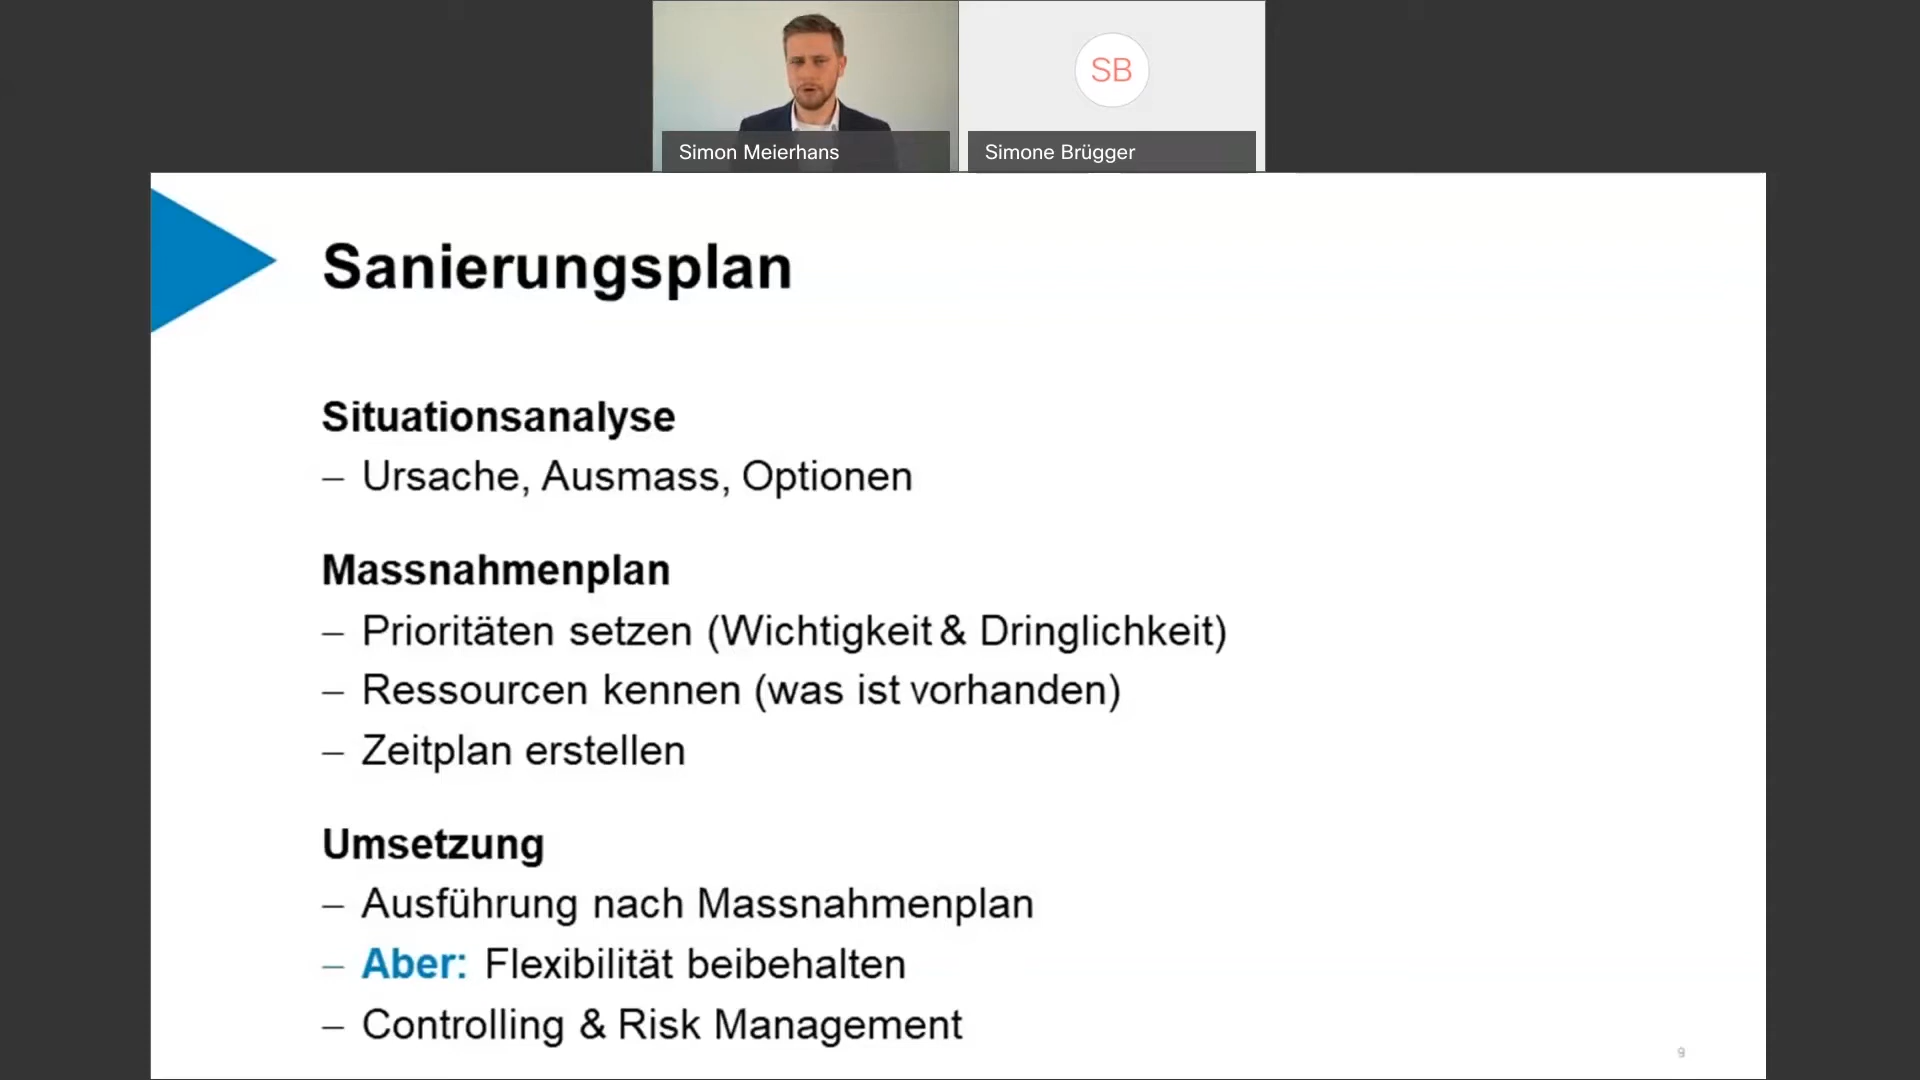 SB
Simon Meierhans
Simone Brügger
Sanierungsplan
Situationsanalyse
– Ursache, Ausmass, Optionen
Massnahmenplan
– Prioritäten setzen (Wichtigkeit & Dringlichkeit)
– Ressourcen kennen (was ist vorhanden)
– Zeitplan erstellen
Umsetzung
– Ausführung nach Massnahmenplan
– Aber: Flexibilität beibehalten
– Controlling & Risk Management
9